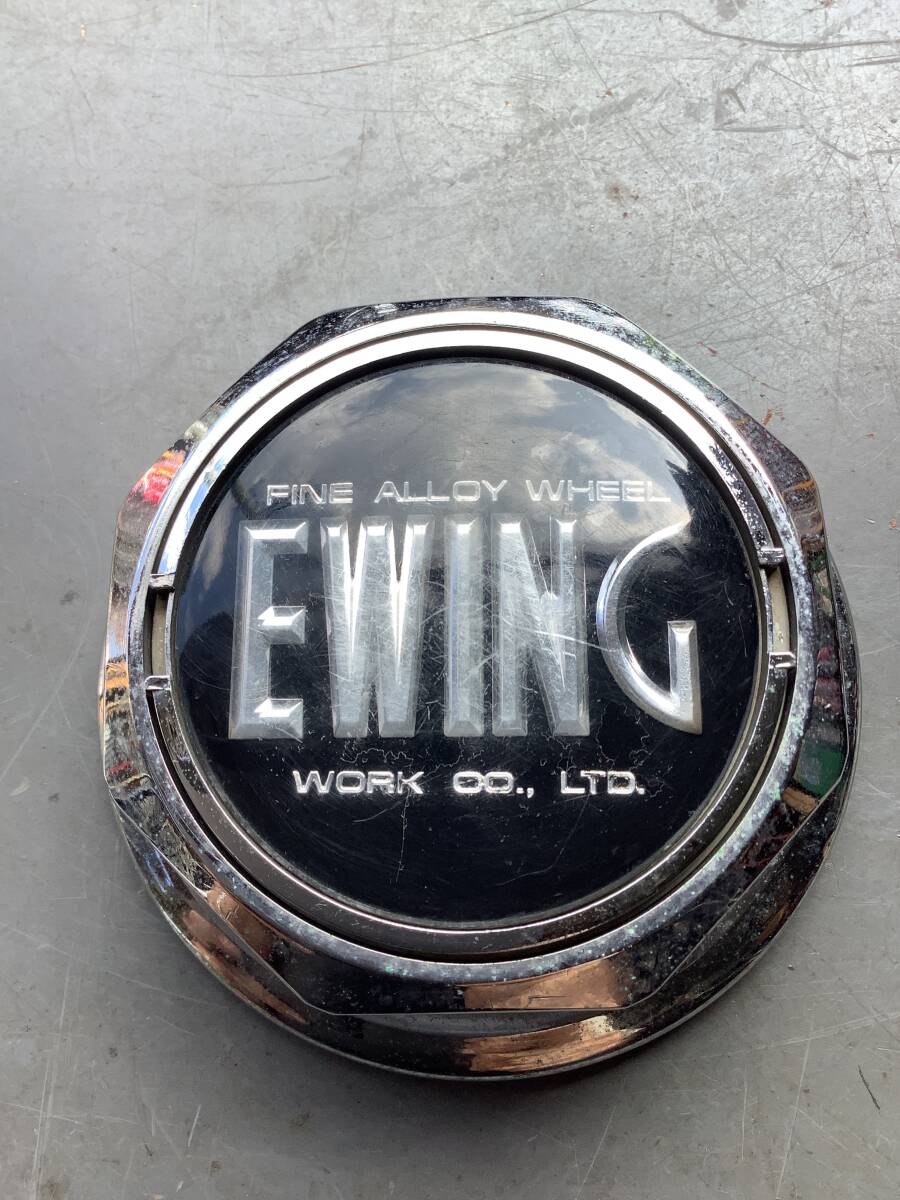 FINE ALLOY WHEEL
EWING
WORK CO., LTD.